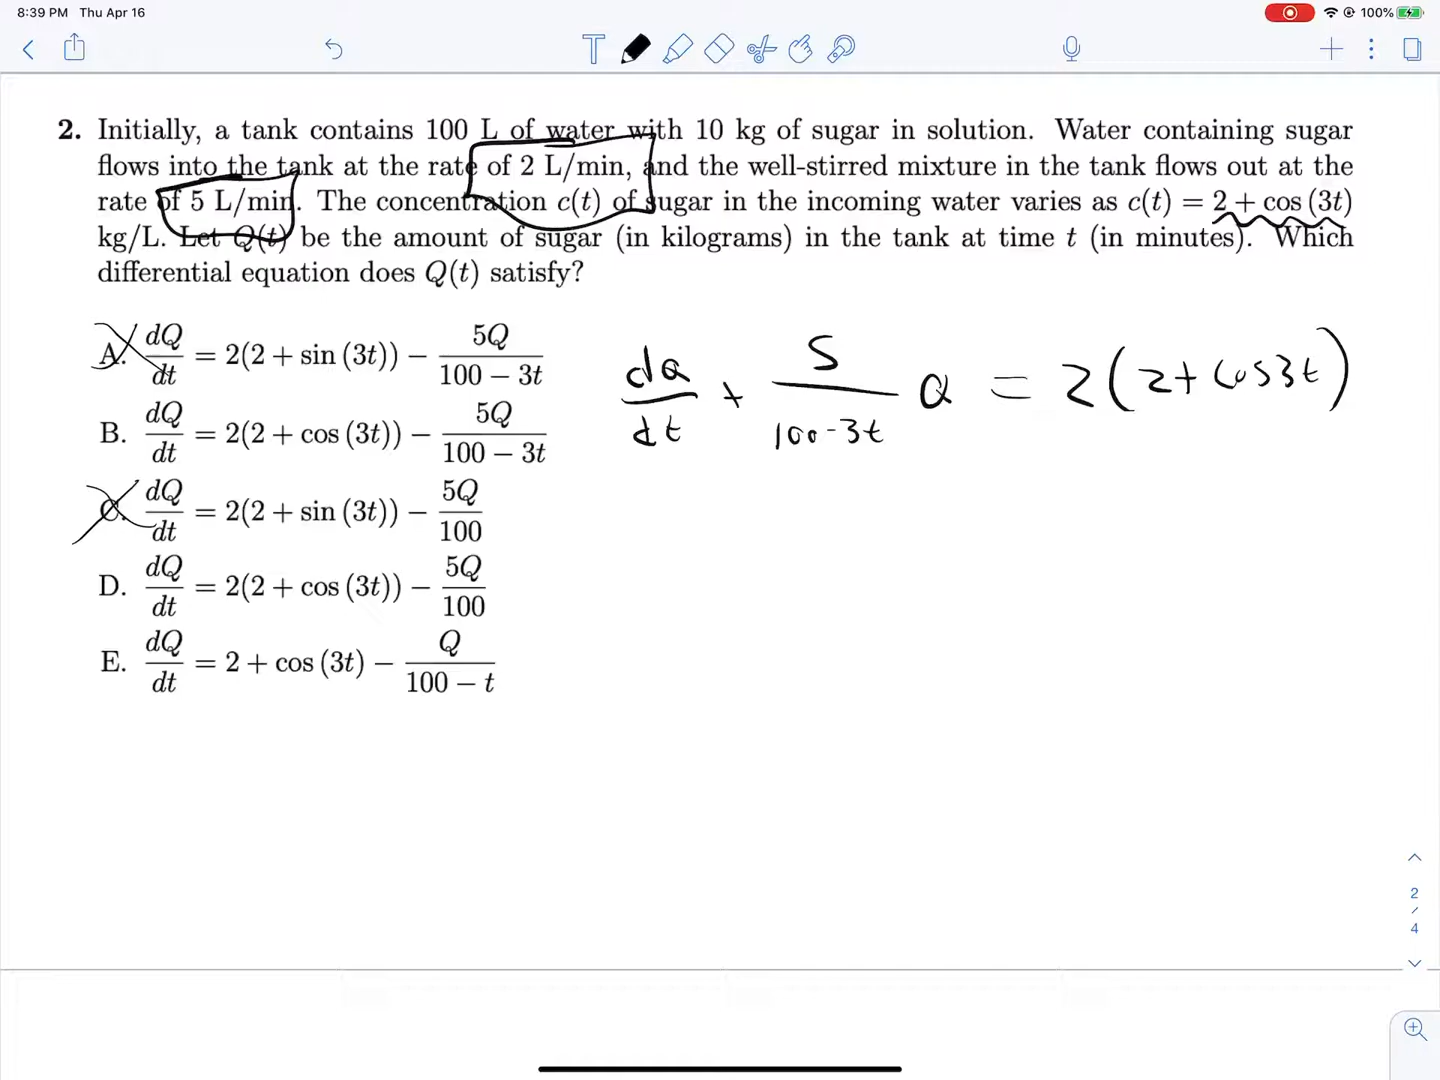 8:39 PM Thu Apr 16
100%
2. Initially, a tank contains 100 L of water with 10 kg of sugar in solution. Water containing sugar
flows into the tank at the rate of 2 L/min, and the well-stirred mixture in the tank flows out at the
rate of 5 L/min. The concentration c(t) of sugar in the incoming water varies as c(t) = 2 + cos (3t)
kg/L. Let Q(t) be the amount of sugar (in kilograms) in the tank at time t (in minutes). Which
differential equation does Q(t) satisfy?
A. dQ/dt = 2(2 + sin (3t)) − 5Q/(100 − 3t)
B. dQ/dt = 2(2 + cos (3t)) − 5Q/(100 − 3t)
C. dQ/dt = 2(2 + sin (3t)) − 5Q/100
D. dQ/dt = 2(2 + cos (3t)) − 5Q/100
E. dQ/dt = 2 + cos (3t) − Q/(100 − t)
dQ/dt + 5/(100-3t) Q = 2(2+cos3t)
2
/
4